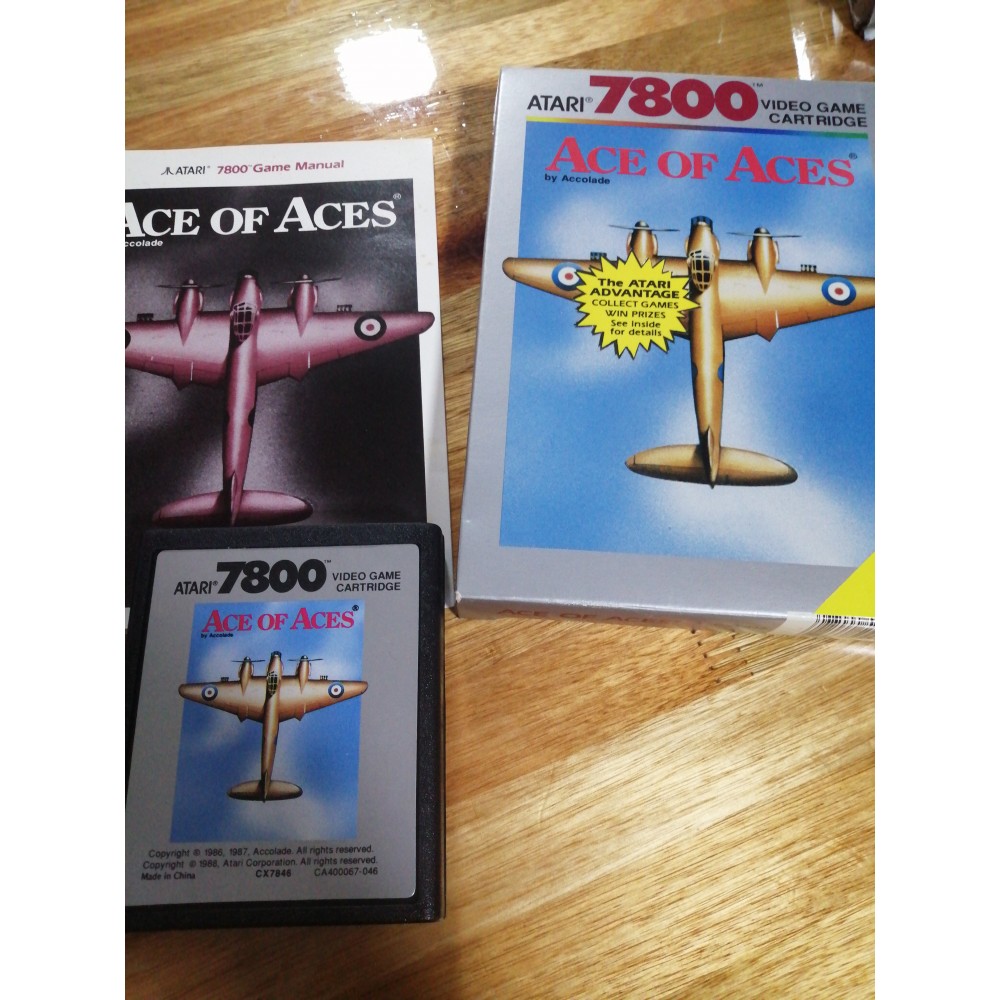 ATARI® 7800™ VIDEO GAME
CARTRIDGE
ACE OF ACES®
by Accolade
The ATARI
ADVANTAGE
COLLECT GAMES
WIN PRIZES
See inside
for details
ACE OF
ATARI® 7800™ Game Manual
ACE OF ACES®
Accolade
ATARI® 7800™ VIDEO GAME
CARTRIDGE
ACE OF ACES®
by Accolade
Copyright © 1986, 1987, Accolade. All rights reserved.
Copyright © 1988, Atari Corporation. All rights reserved.
Made in China CX7846 CA400067-046